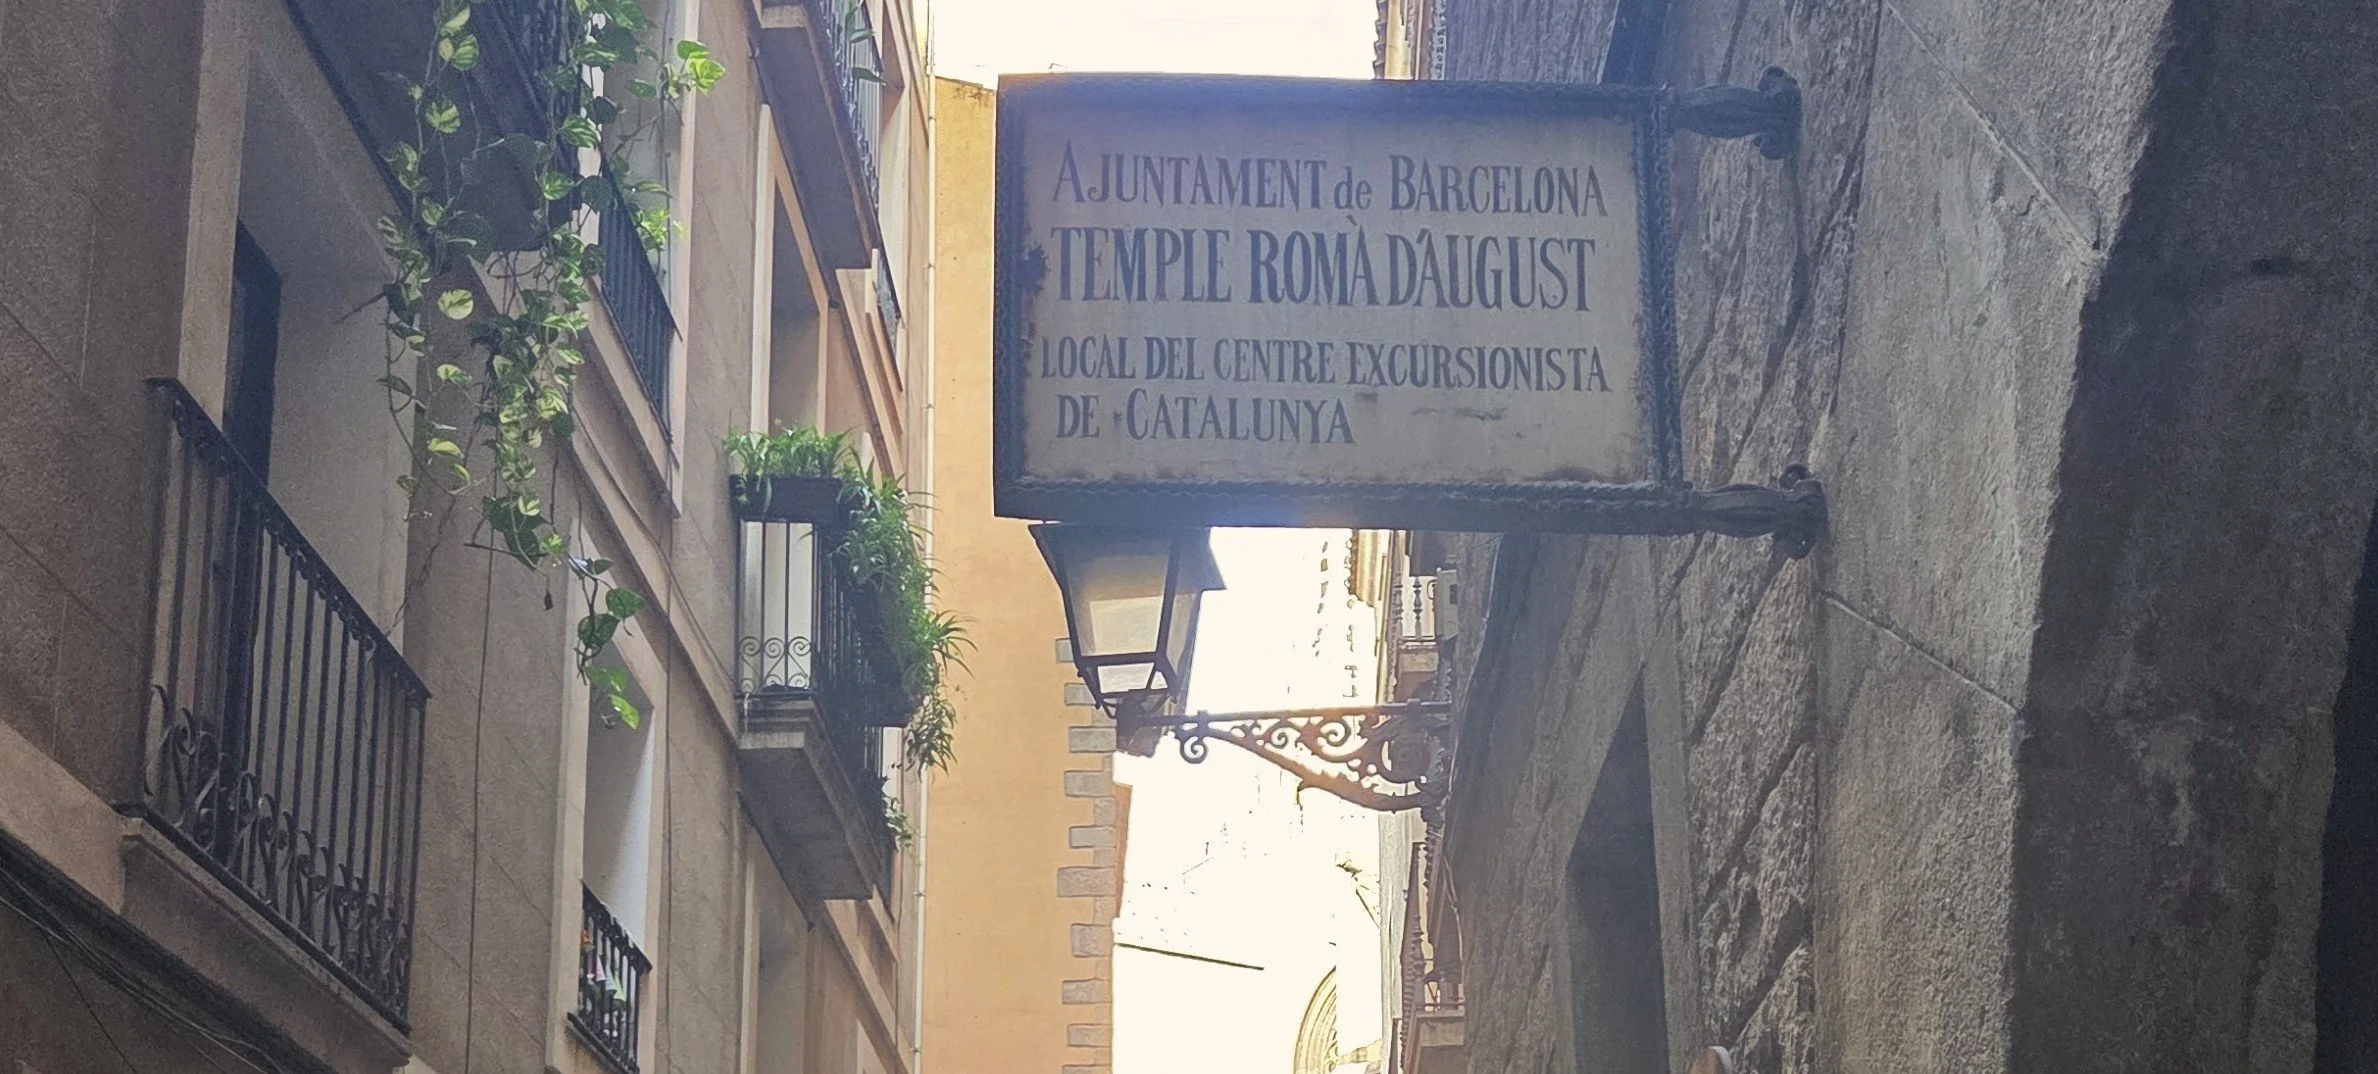 AJUNTAMENT de BARCELONA
TEMPLE ROMÀ D'AUGUST
LOCAL DEL CENTRE EXCURSIONISTA
DE CATALUNYA